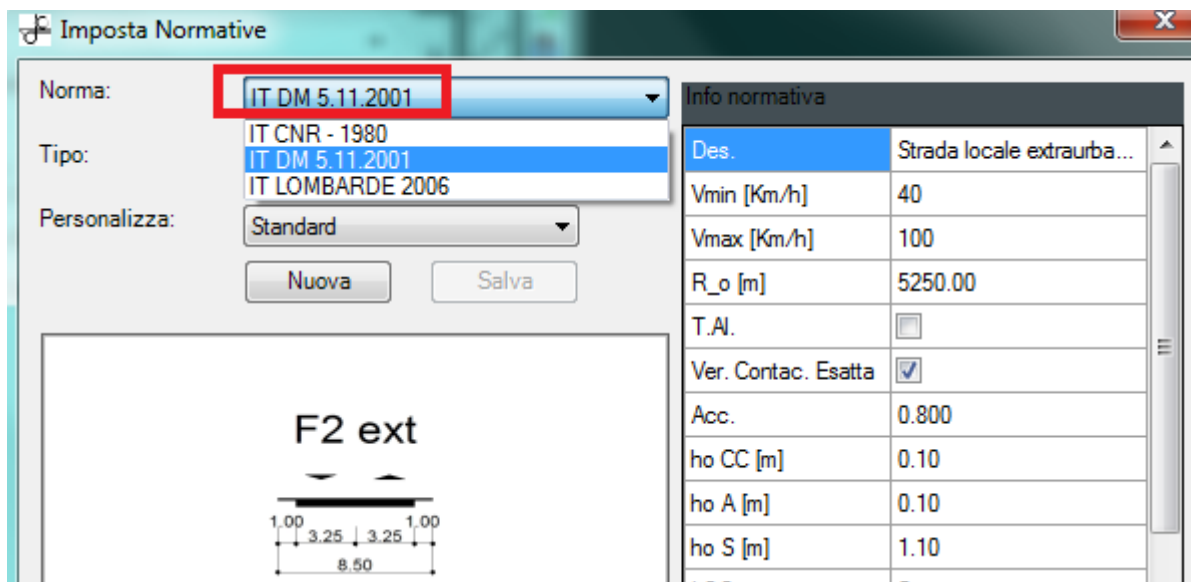 Imposta Normative
x
Norma:
IT DM 5.11.2001
IT CNR - 1980
IT DM 5.11.2001
IT LOMBARDE 2006
Tipo:
Personalizza:
Standard
Nuova
Salva
F2 ext
1.00 3.25 3.25 1.00
8.50
Info normativa
Des. Strada locale extraurba...
Vmin [Km/h] 40
Vmax [Km/h] 100
R_o [m] 5250.00
T.Al.
Ver. Contac. Esatta
Acc. 0.800
ho CC [m] 0.10
ho A [m] 0.10
ho S [m] 1.10